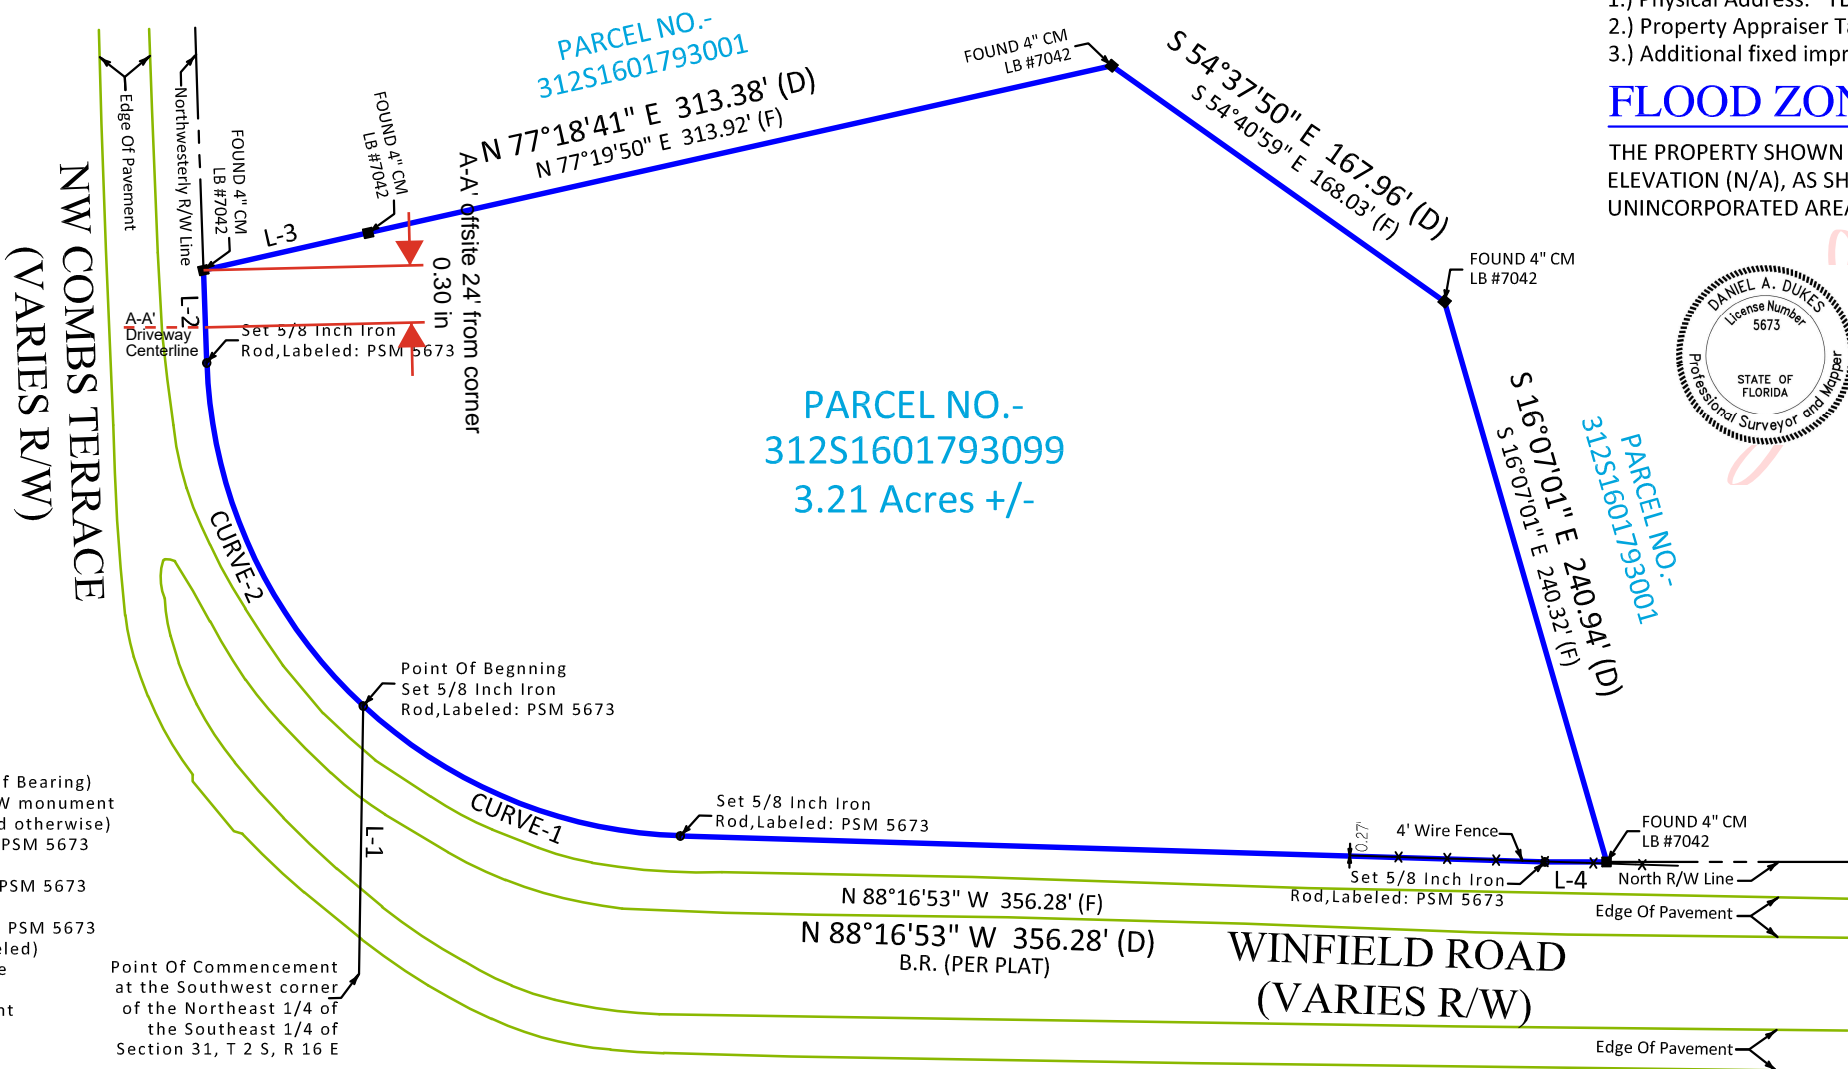 PARCEL NO.-
312S1601793001
N 77°18'41" E  313.38' (D)
N 77°19'50" E  313.92' (F)
FOUND 4" CM
LB #7042
S 54°37'50" E  167.96' (D)
S 54°40'59" E  168.03' (F)
1.) Physical Address:
2.) Property Appraiser
3.) Additional fixed
FLOOD
THE PROPERTY SHOWN
ELEVATION (N/A), AS
UNINCORPORATED
Edge Of Pavement
Northwesterly R/W Line
FOUND 4" CM
LB #7042
FOUND 4" CM
LB #7042
A-A' offsite 24' from corner
0.30 in
NW COMBS TERRACE
(VARIES R/W)
L-3
L-2
A-A'
Driveway
Centerline
Set 5/8 Inch Iron
Rod,Labeled: PSM 5673
FOUND 4" CM
LB #7042
DANIEL A. DUKES
License Number
5673
STATE OF
FLORIDA
Professional Surveyor and Mapper
PARCEL NO.-
312S1601793099
3.21 Acres +/-
S 16°07'01" E  240.94' (D)
S 16°07'01" E  240.32' (F)
PARCEL NO.-
312S1601793001
CURVE-2
Point Of Begnning
Set 5/8 Inch Iron
Rod,Labeled: PSM 5673
CURVE-1
L-1
Set 5/8 Inch Iron
Rod,Labeled: PSM 5673
0.27'
4' Wire Fence
FOUND 4" CM
LB #7042
Set 5/8 Inch Iron
Rod,Labeled: PSM 5673
L-4
North R/W Line
Edge Of Pavement
N 88°16'53" W  356.28' (F)
N 88°16'53" W  356.28' (D)
B.R. (PER PLAT)
WINFIELD ROAD
(VARIES R/W)
Edge Of Pavement
f Bearing)
W monument
d otherwise)
PSM 5673
PSM 5673
PSM 5673
eled)
e
nt
Point Of Commencement
at the Southwest corner
of the Northeast 1/4 of
the Southeast 1/4 of
Section 31, T 2 S, R 16 E